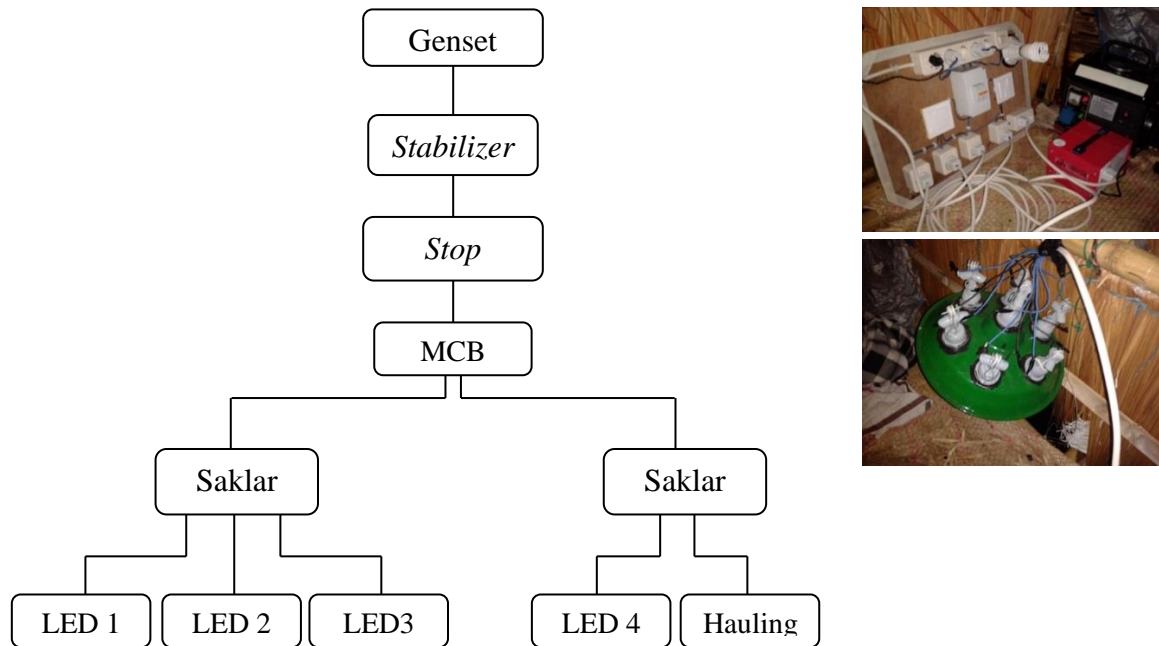 Genset
Stabilizer
Stop
MCB
Saklar
Saklar
LED 1
LED 2
LED3
LED 4
Hauling